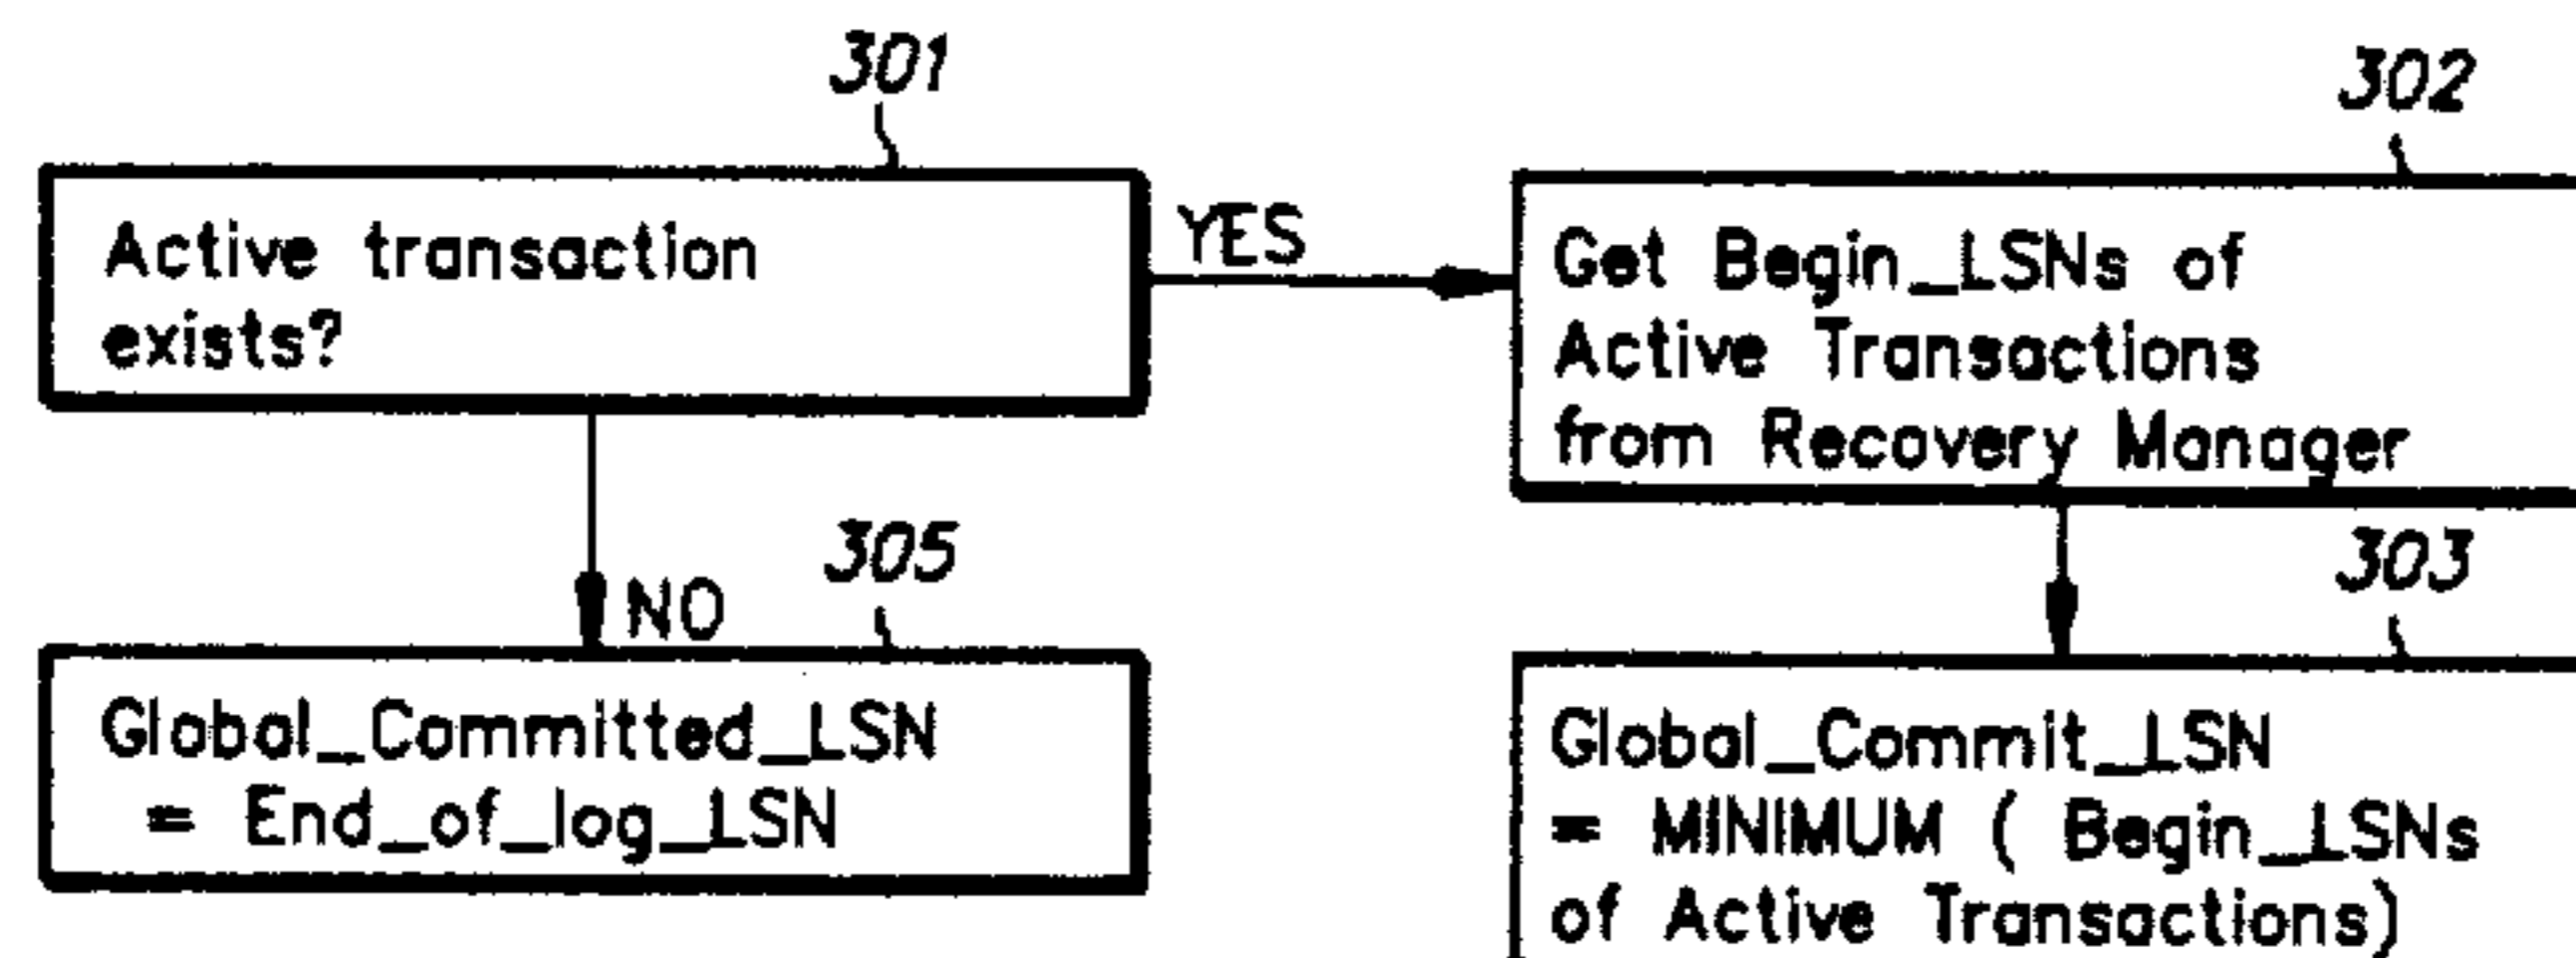 301
Active transaction
exists?
YES
302
Get Begin_LSNs of
Active Transactions
from Recovery Manager
NO
305
Global_Committed_LSN
= End_of_log_LSN
303
Global_Commit_LSN
= MINIMUM ( Begin_LSNs
of Active Transactions)